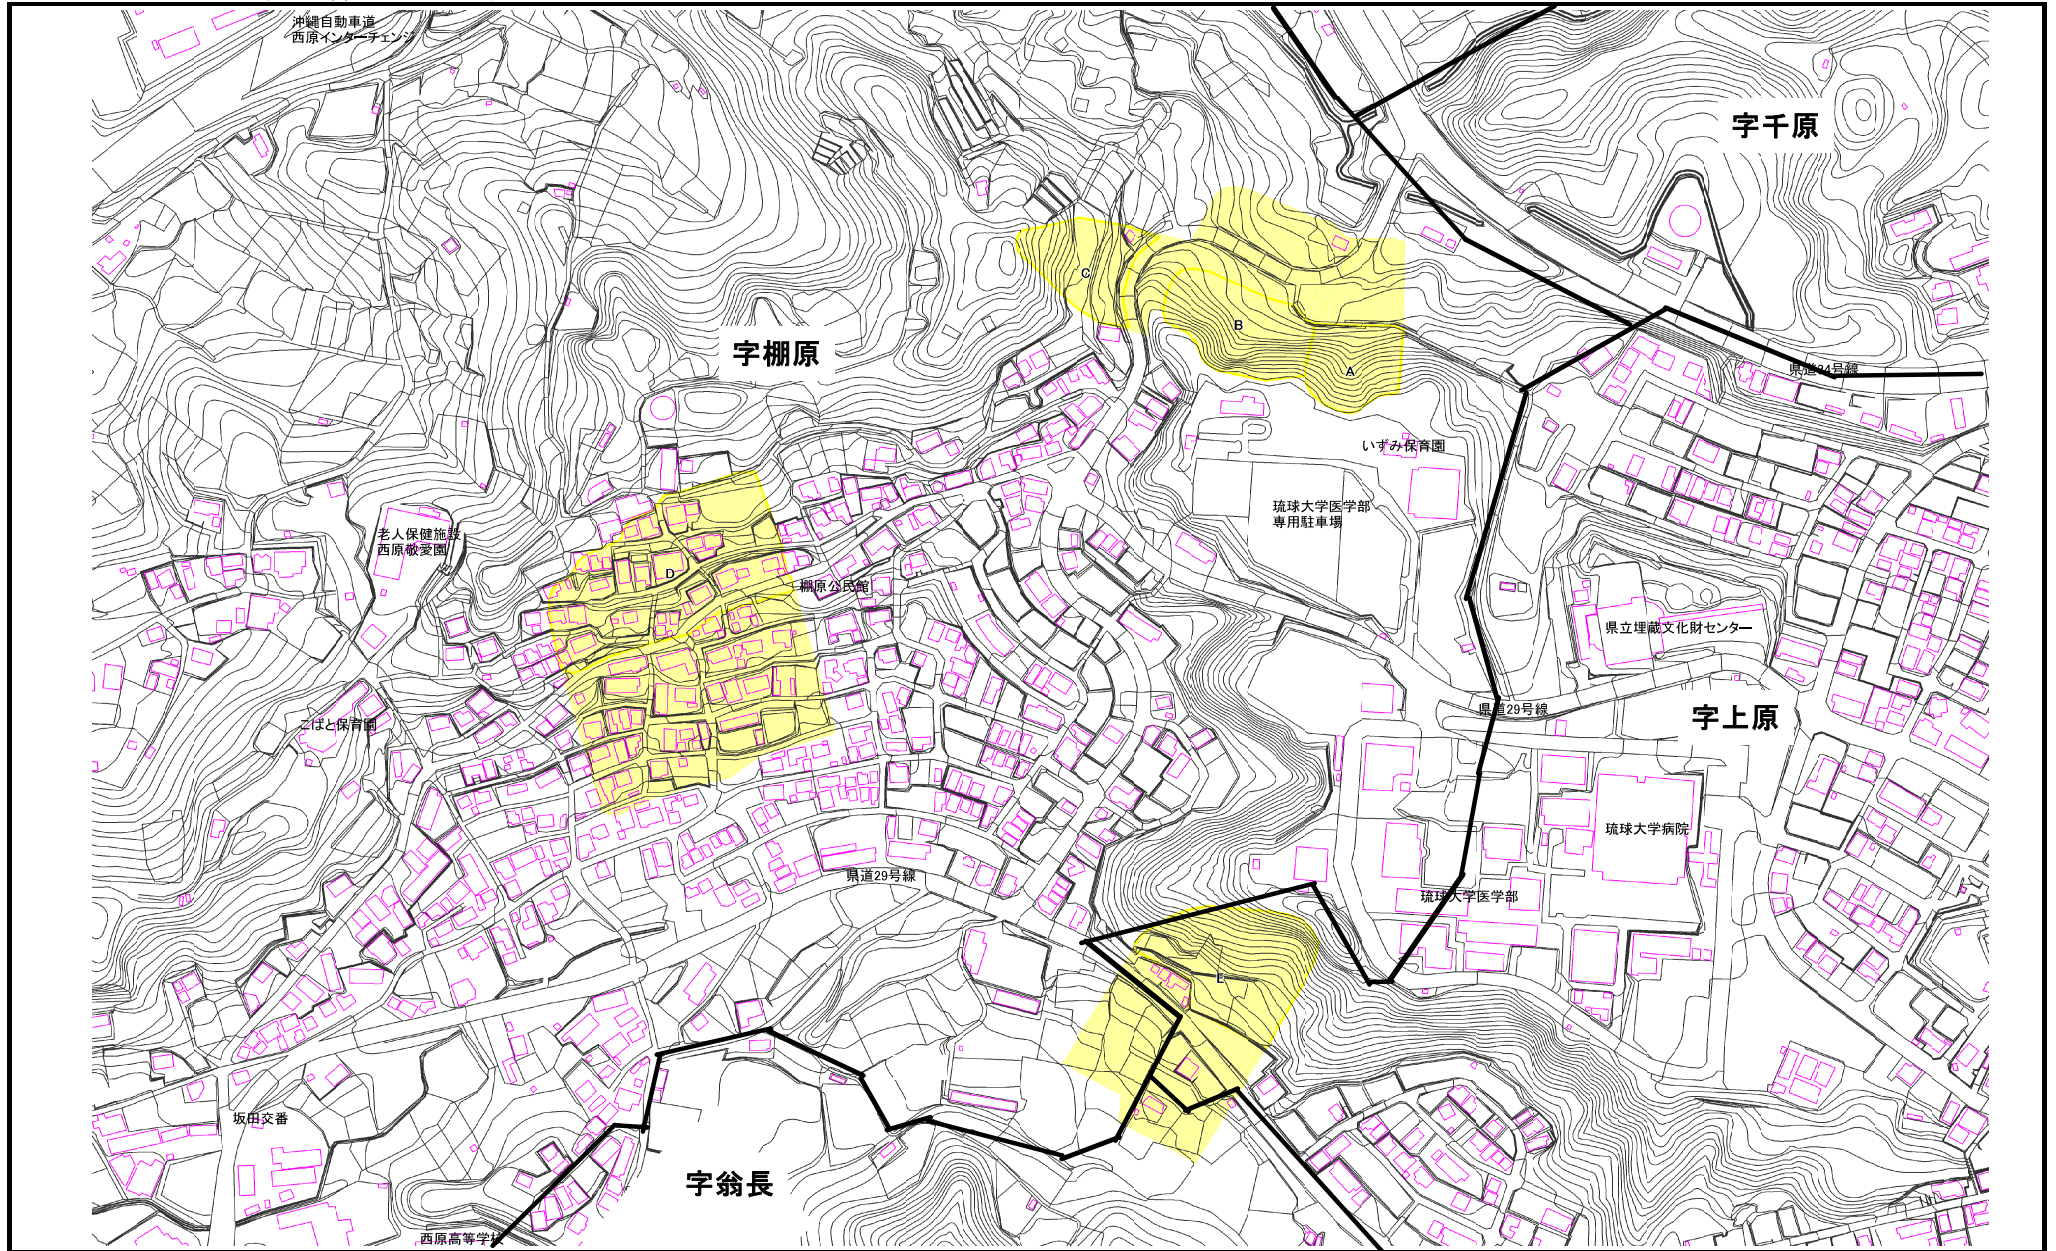 沖縄自動車道
西原インターチェンジ
字千原
C
B
字棚原
A
県道24号線
いずみ保育園
琉球大学医学部
専用駐車場
老人保健施設
西原敬愛園
D
棚原公民館
県立埋蔵文化財センター
県道29号線
字上原
こばと保育園
琉球大学病院
県道29号線
琉球大学医学部
E
坂田交番
字翁長
西原高等学校